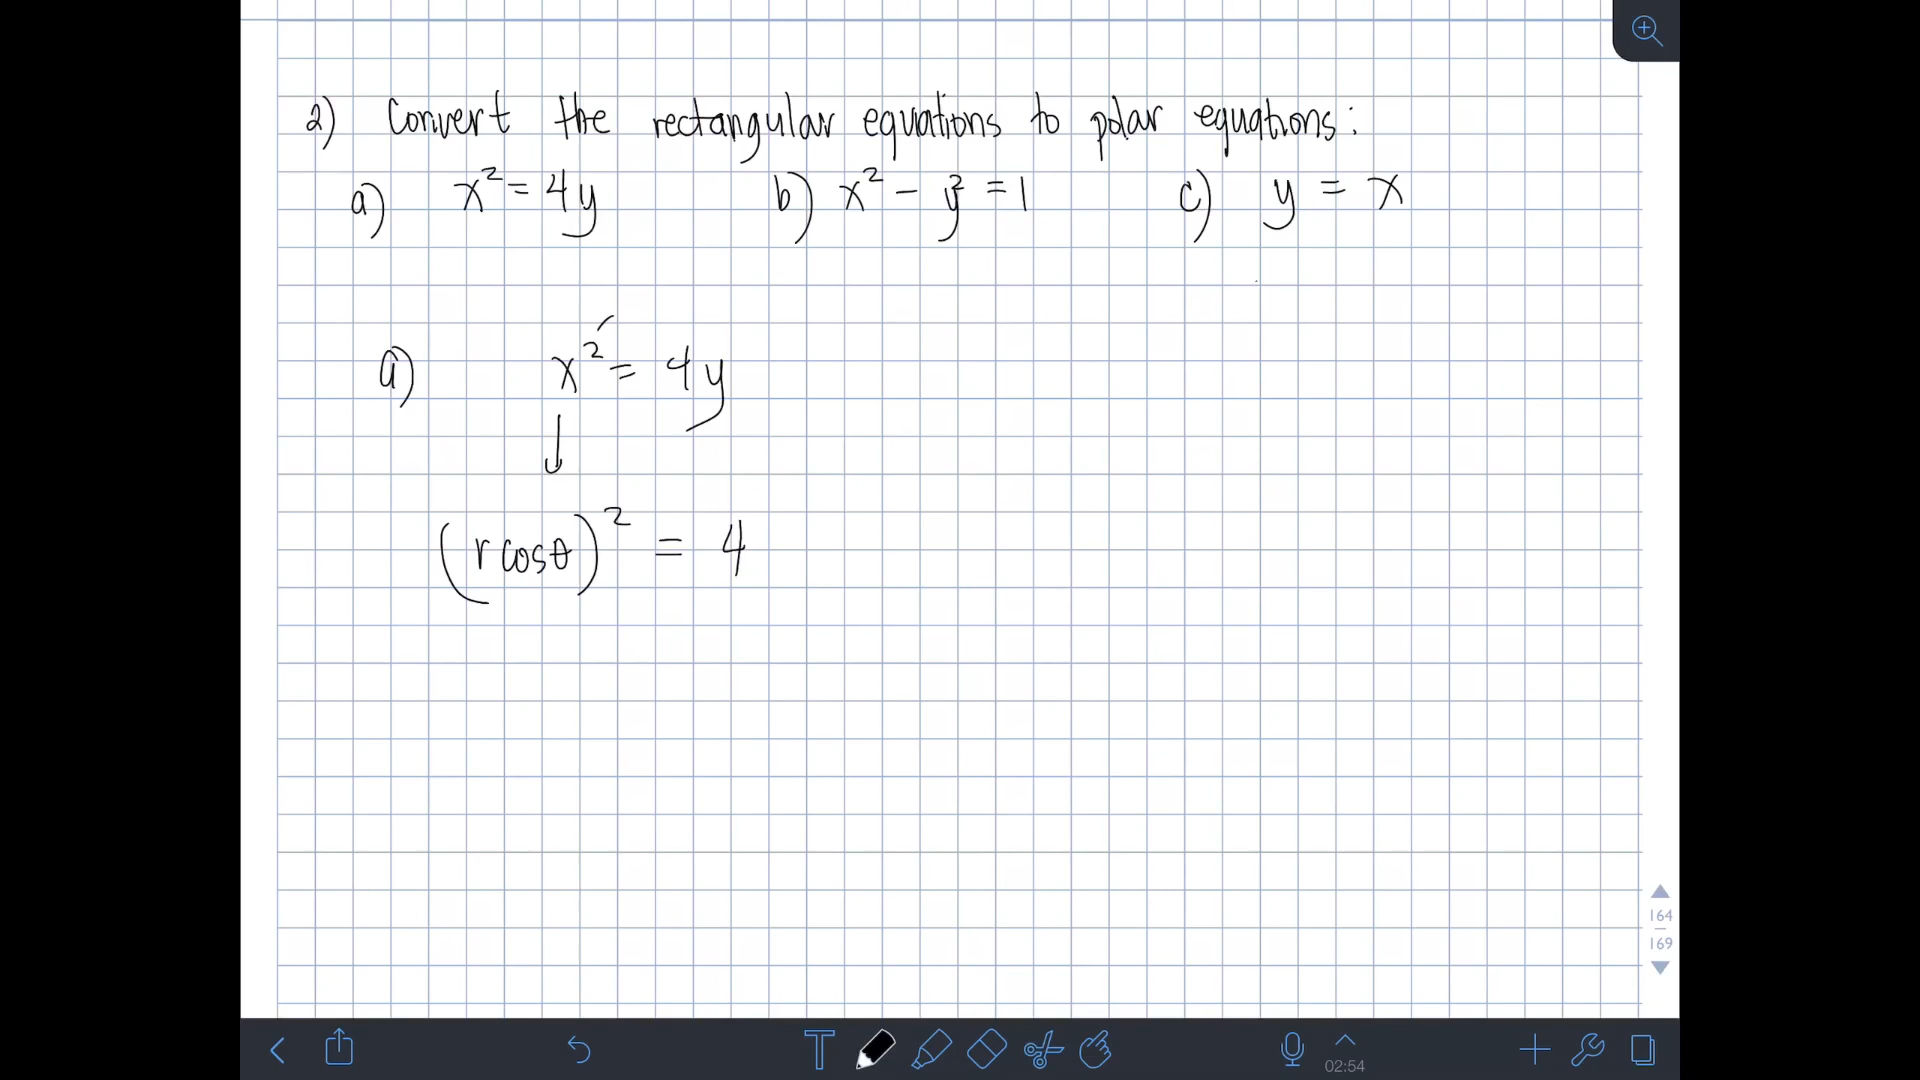 2) Convert the rectangular equations to polar equations:
a) x² = 4y b) x² - y² = 1 c) y = x
a) x² = 4y
↓
(r cosθ)² = 4
164
169
T
02:54